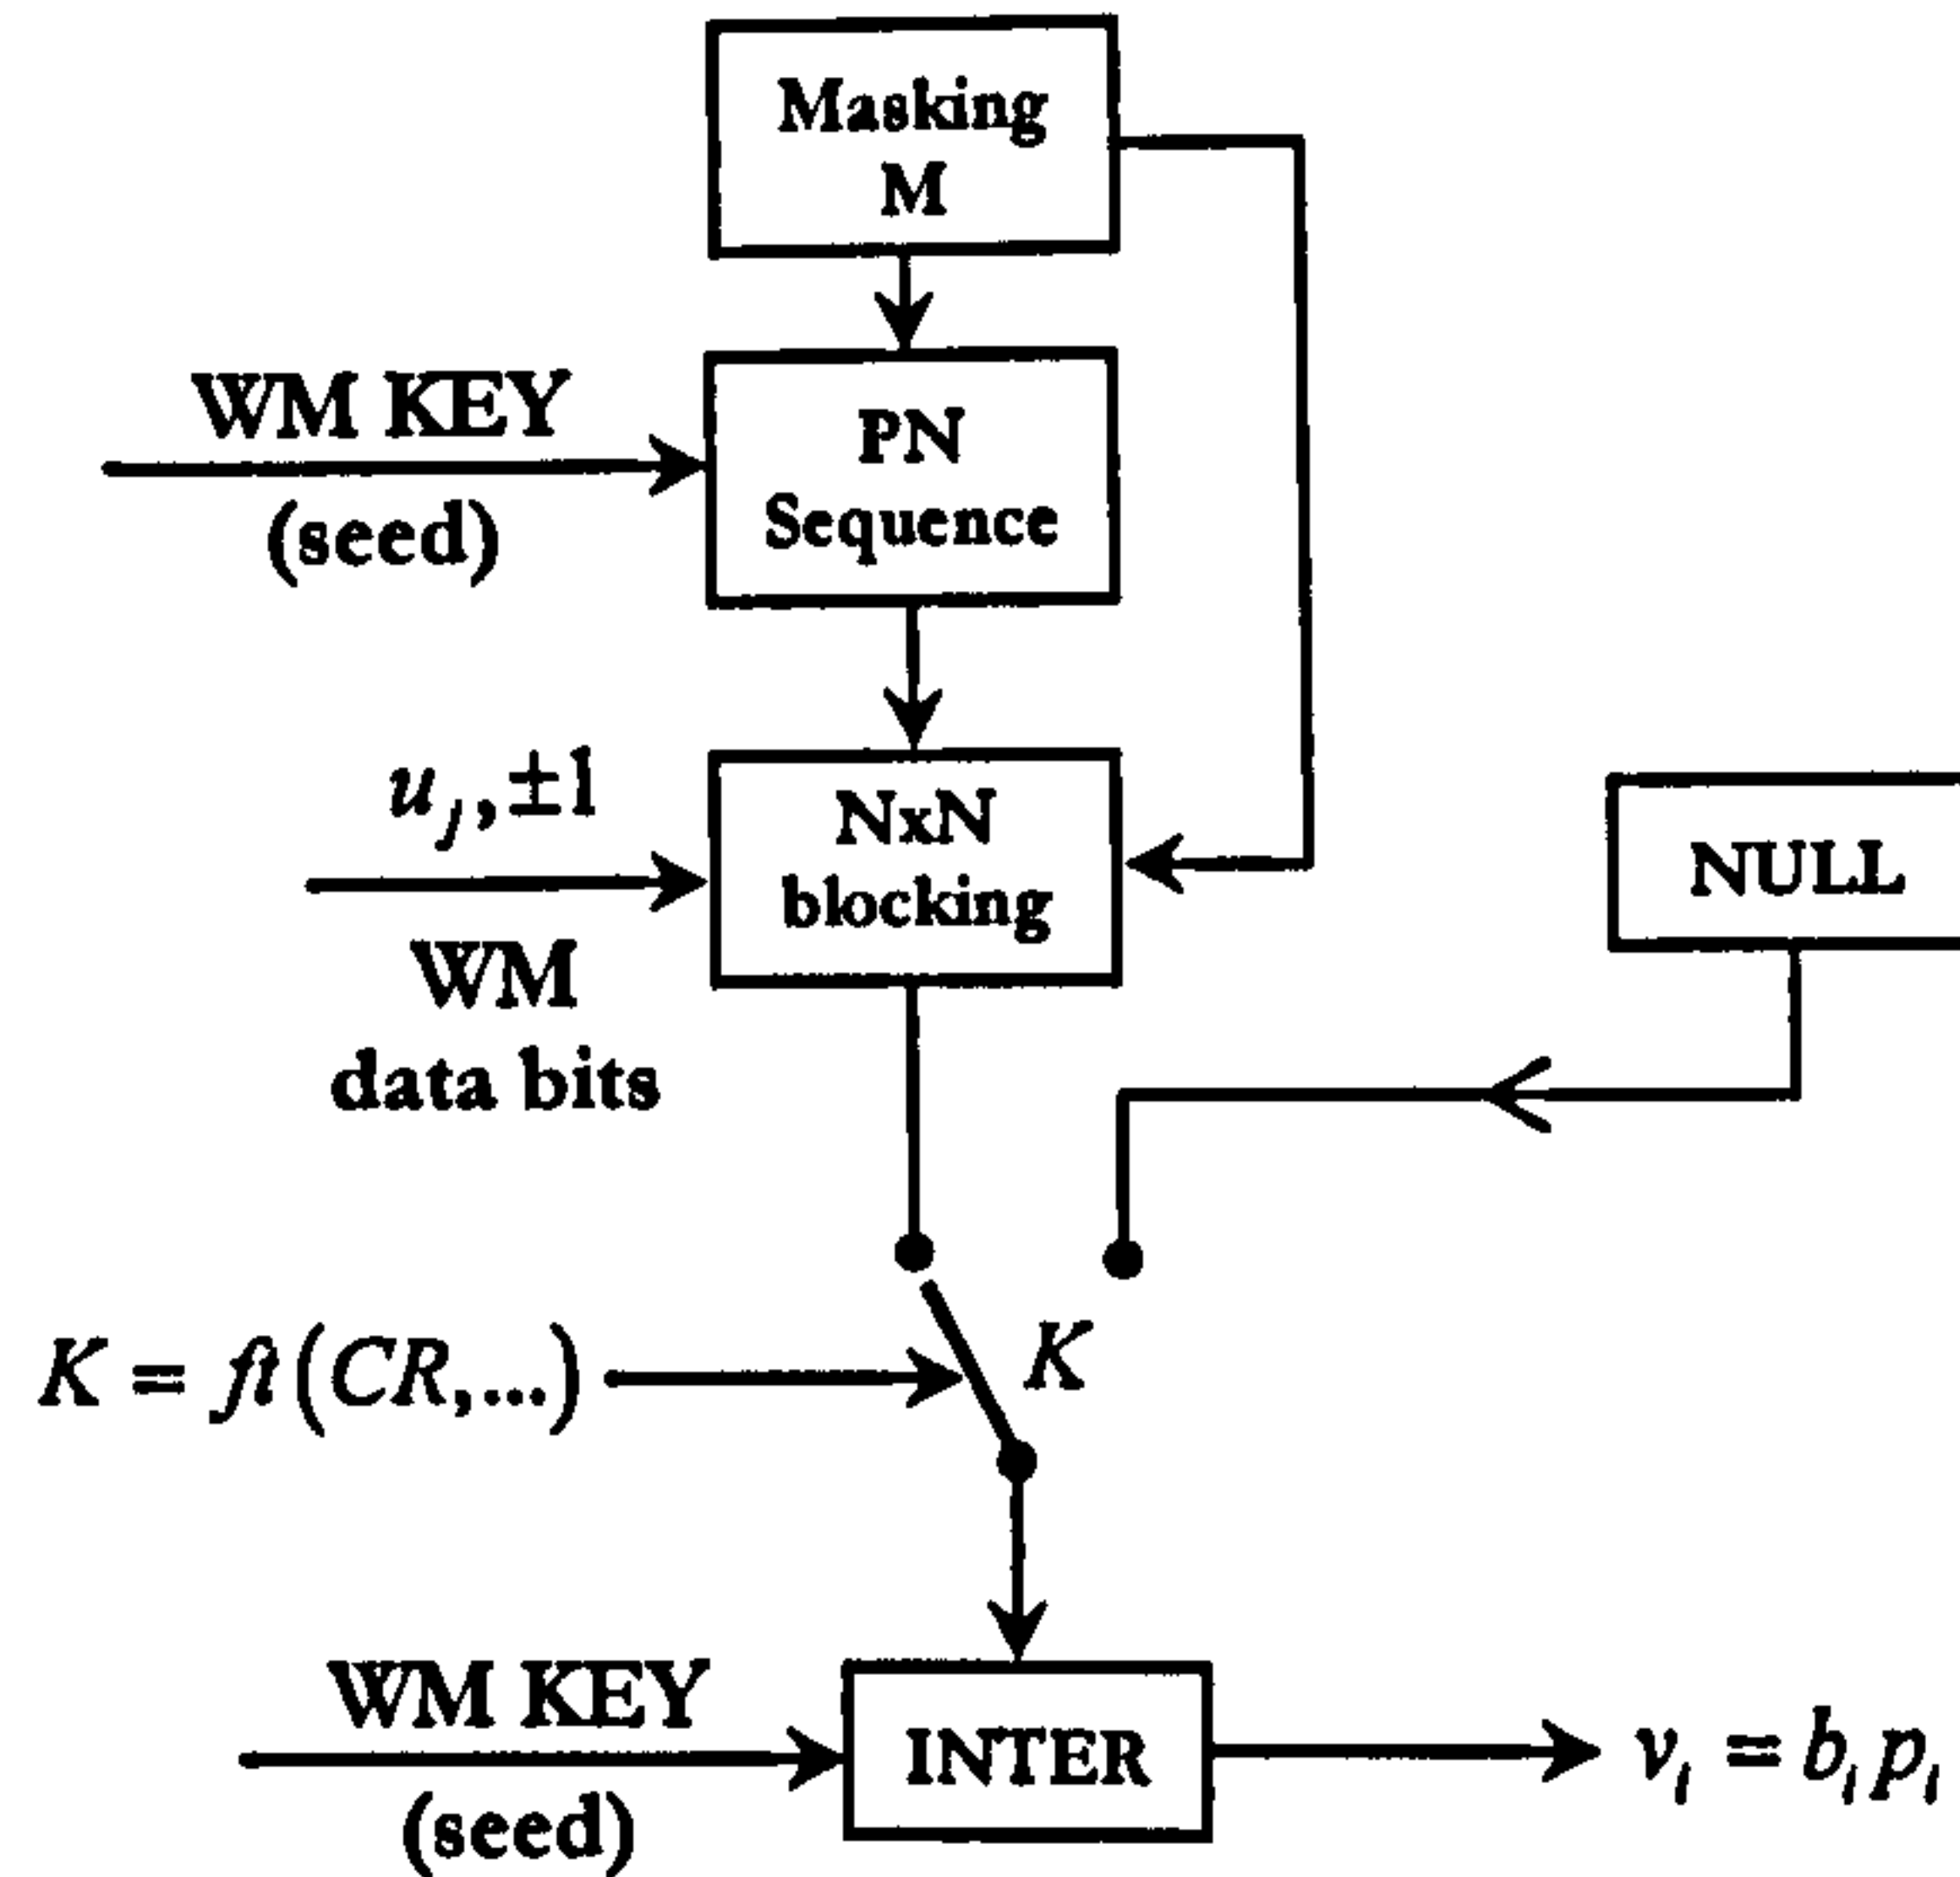 Masking
M
WM KEY
(seed)
PN
Sequence
u_j, ±1
WM
data bits
NxN
blocking
NULL
K = fl(CR,...)
K
WM KEY
(seed)
INTER
v_i = b_i p_i